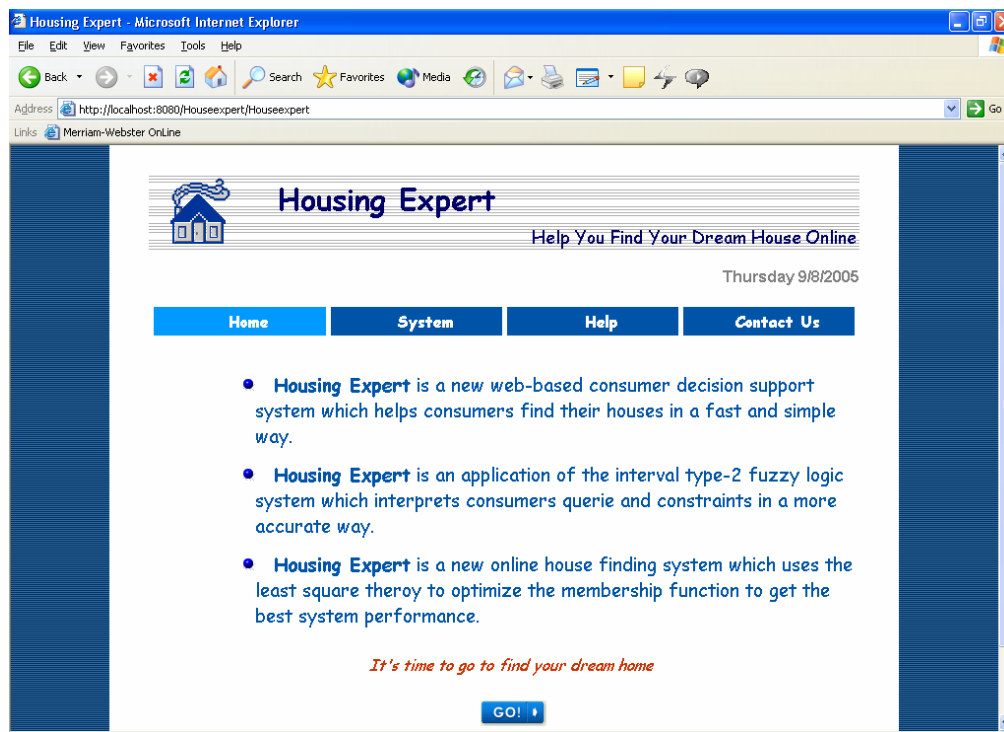 Housing Expert - Microsoft Internet Explorer
File Edit View Favorites Tools Help
Back Search Favorites Media
Address http://localhost:8080/Houseexpert/Houseexpert Go
Links Merriam-Webster OnLine
Housing Expert
Help You Find Your Dream House Online
Thursday 9/8/2005
Home System Help Contact Us
Housing Expert is a new web-based consumer decision support
system which helps consumers find their houses in a fast and simple
way.
Housing Expert is an application of the interval type-2 fuzzy logic
system which interprets consumers querie and constraints in a more
accurate way.
Housing Expert is a new online house finding system which uses the
least square theroy to optimize the membership function to get the
best system performance.
It's time to go to find your dream home
GO!